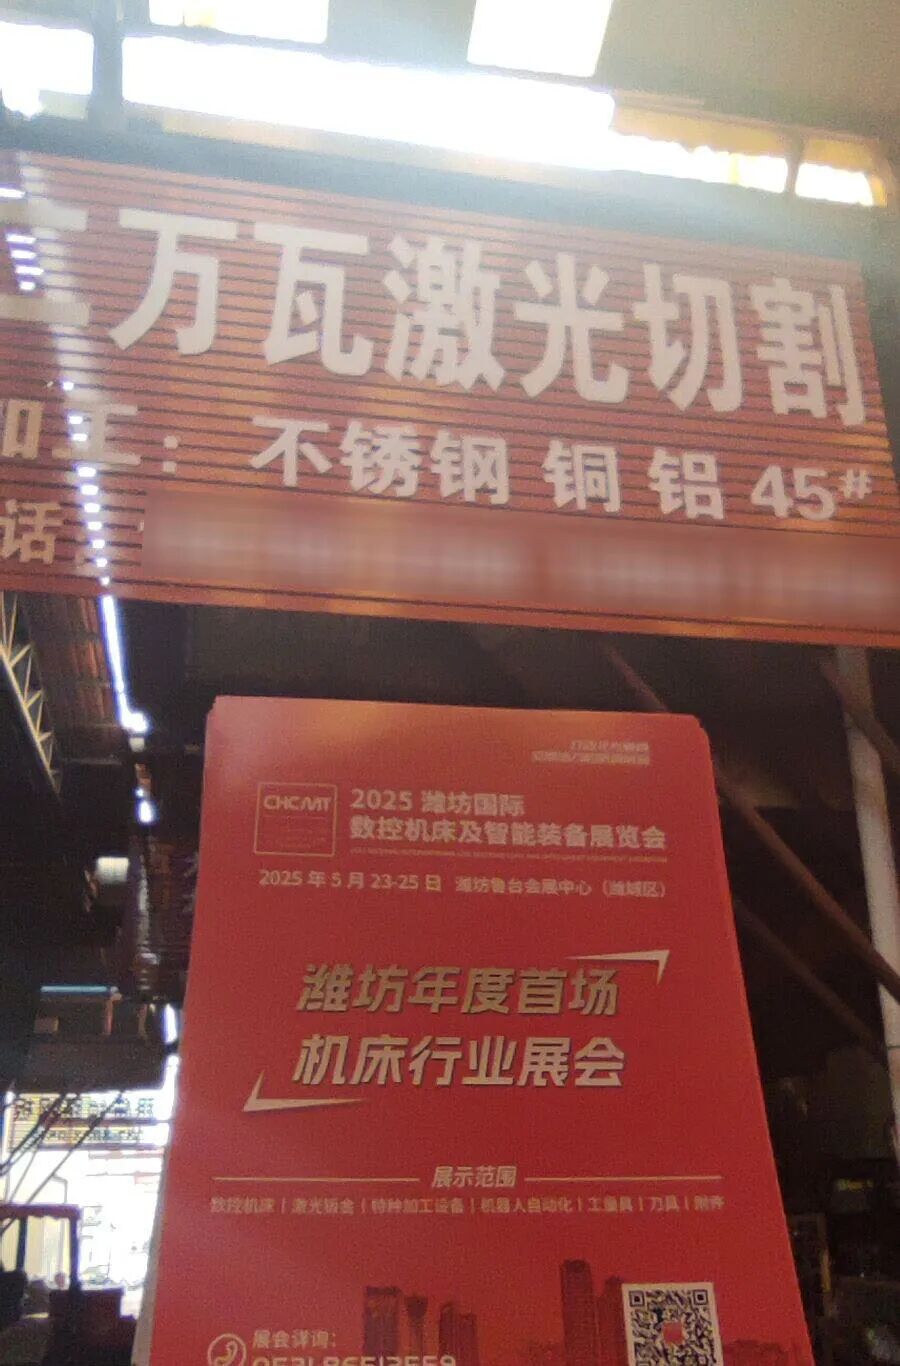 万瓦激光切割
加工：不锈钢 铜 铝 45#
话
CHCMT
2025 潍坊国际
数控机床及智能装备展览会
2025 年 5 月 23-25 日 潍坊鲁台会展中心（潍城区）
潍坊年度首场
机床行业展会
展示范围
数控机床 | 激光钣金 | 特种加工设备 | 机器人自动化 | 工量具 | 刀具 | 附件
展会详询：